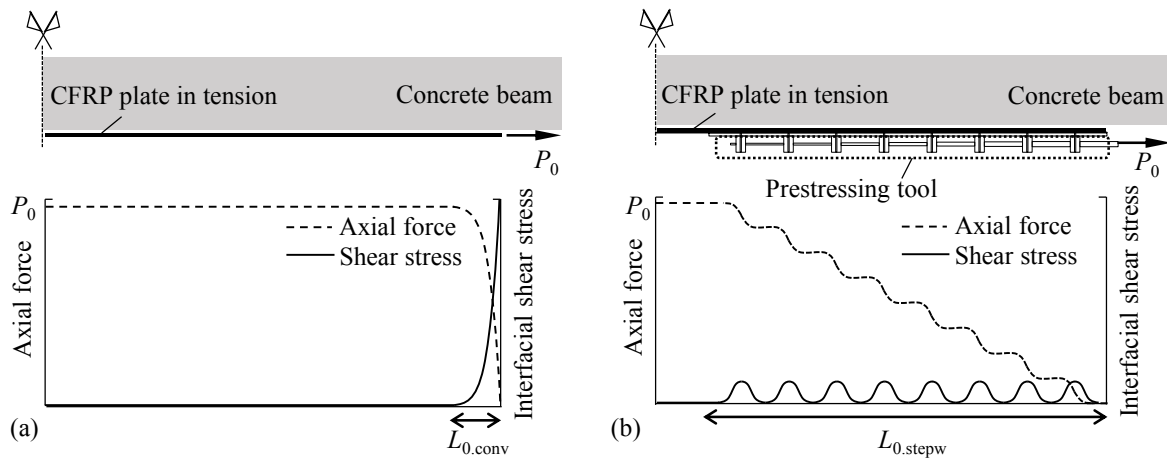 CFRP plate in tension
Concrete beam
P0
P0
Axial force
Axial force
Shear stress
Interfacial shear stress
(a)
L0.conv
CFRP plate in tension
Concrete beam
P0
Prestressing tool
P0
Axial force
Axial force
Shear stress
Interfacial shear stress
(b)
L0.stepw